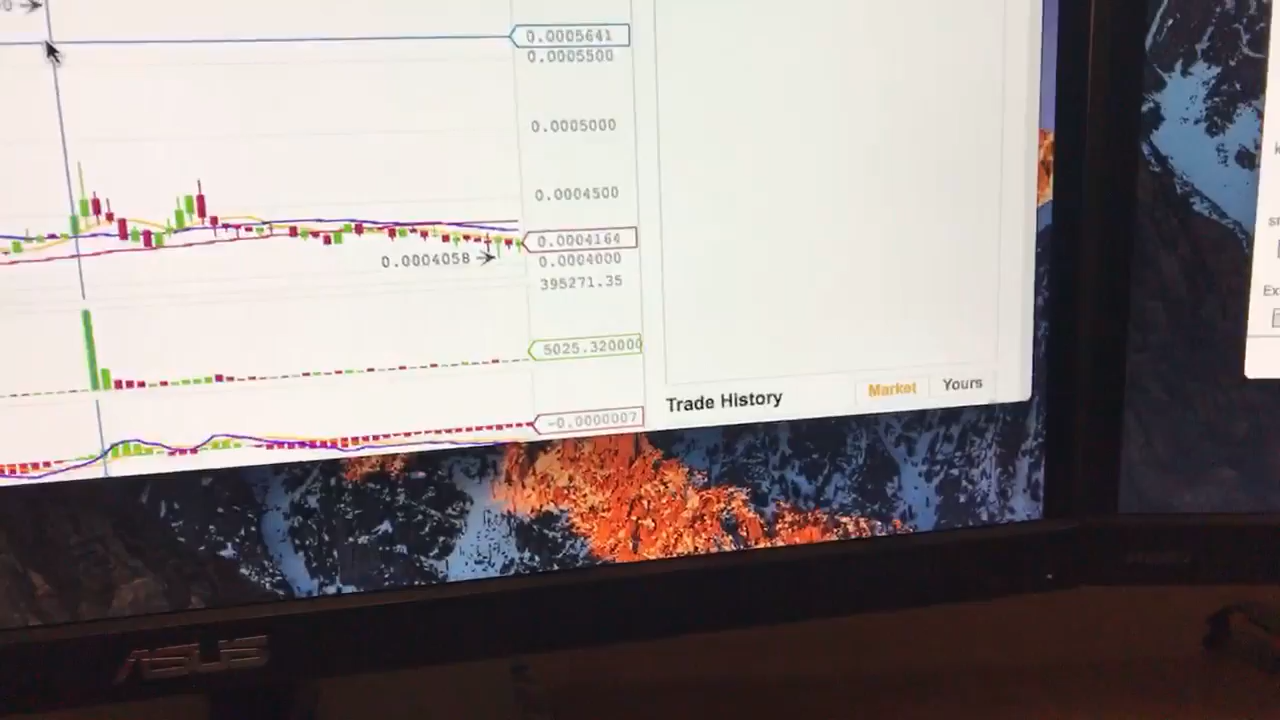 0.0005641
0.0005500
0.0005000
0.0004500
0.0004164
0.0004058
0.0004000
395271.35
5025.320000
-0.0000007
Trade History
Market
Yours
Ex
ASUS